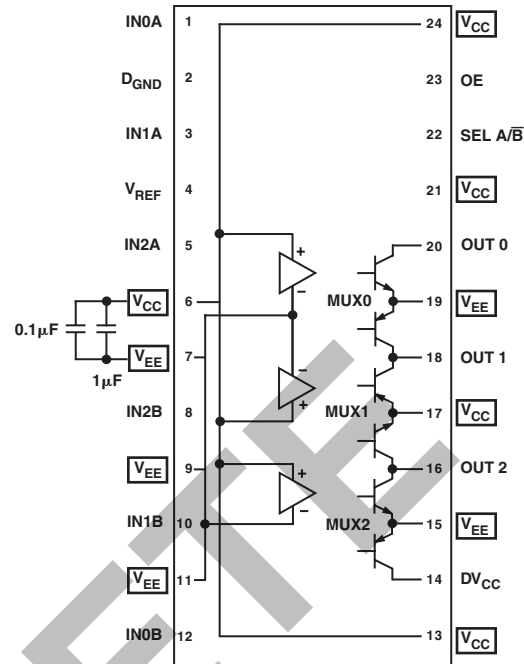 IN0A 1 24 VCC
DGND 2 23 OE
IN1A 3 22 SEL A/B̅
VREF 4 21 VCC
IN2A 5 20 OUT 0
+
MUX0
VCC 6 19 VEE
0.1μF
−
VEE 7 18 OUT 1
1μF
−
IN2B 8 MUX1 17 VCC
+
VEE 9 16 OUT 2
+
IN1B 10 − MUX2 15 VEE
VEE 11 14 DVCC
IN0B 12 13 VCC
ETE